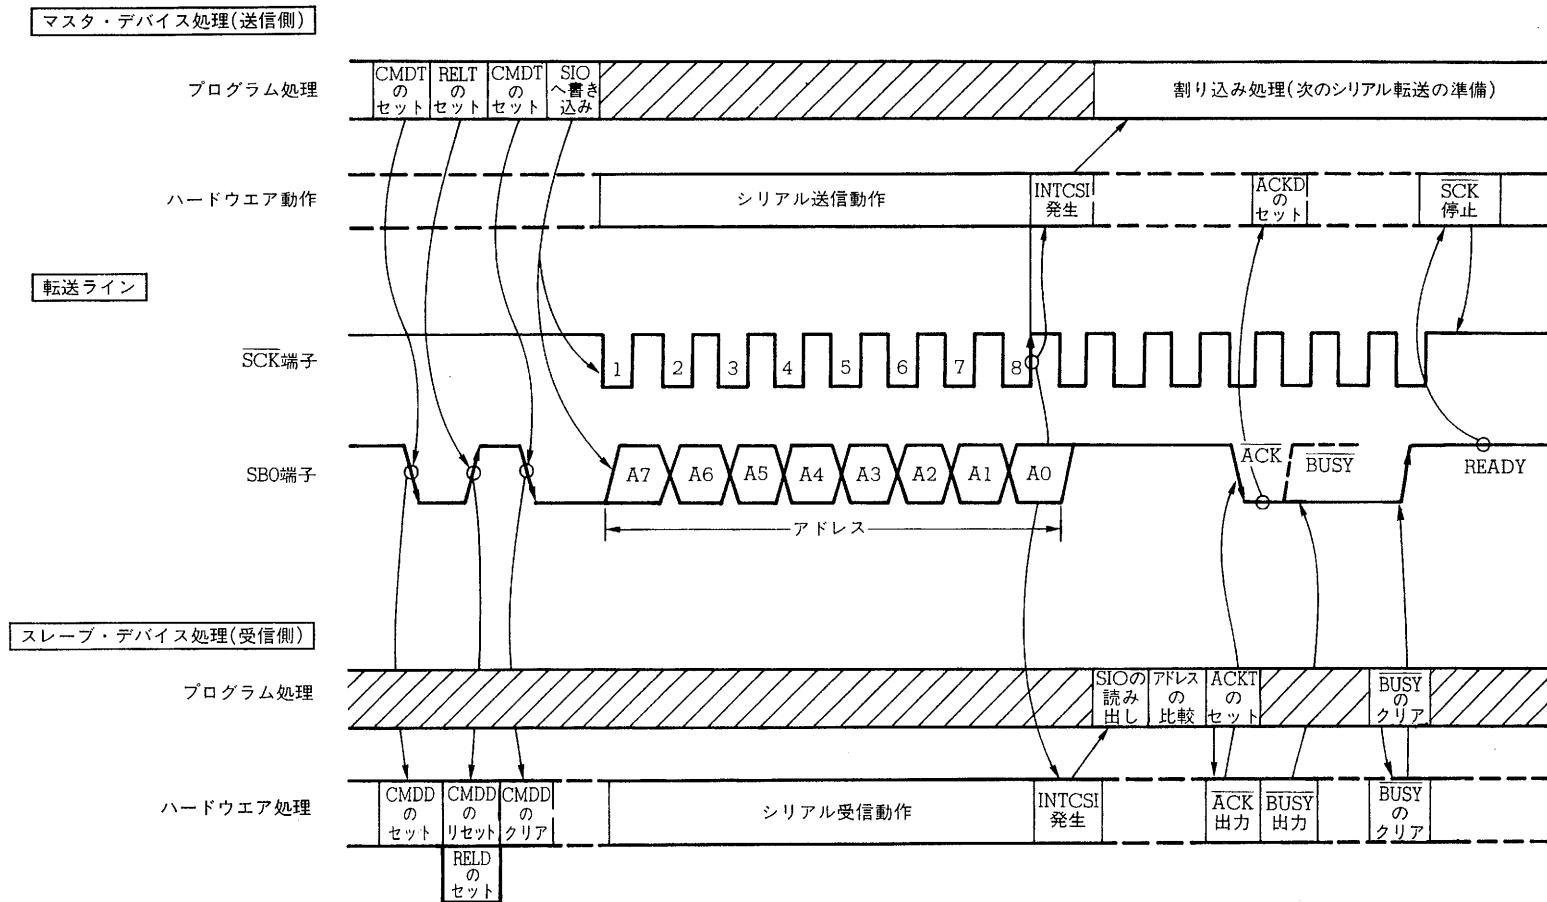 マスタ・デバイス処理(送信側)
プログラム処理
CMDT
の
セット
RELT
の
セット
CMDT
の
セット
SIO
へ書き
込み
割り込み処理(次のシリアル転送の準備)
ハードウエア動作
シリアル送信動作
INTCSI
発生
ACKD
の
セット
S̅C̅K̅
停止
転送ライン
S̅C̅K̅端子
1 2 3 4 5 6 7 8
SB0端子
A7 A6 A5 A4 A3 A2 A1 A0
A̅C̅K̅
B̅U̅S̅Y̅
READY
アドレス
スレーブ・デバイス処理(受信側)
プログラム処理
SIOの
読み
出し
アドレス
の
比較
ACKT
の
セット
B̅U̅S̅Y̅
の
クリア
ハードウエア処理
CMDD
の
セット
CMDD
の
リセット
CMDD
の
クリア
シリアル受信動作
INTCSI
発生
A̅C̅K̅
出力
B̅U̅S̅Y̅
出力
B̅U̅S̅Y̅
の
クリア
RELD
の
セット